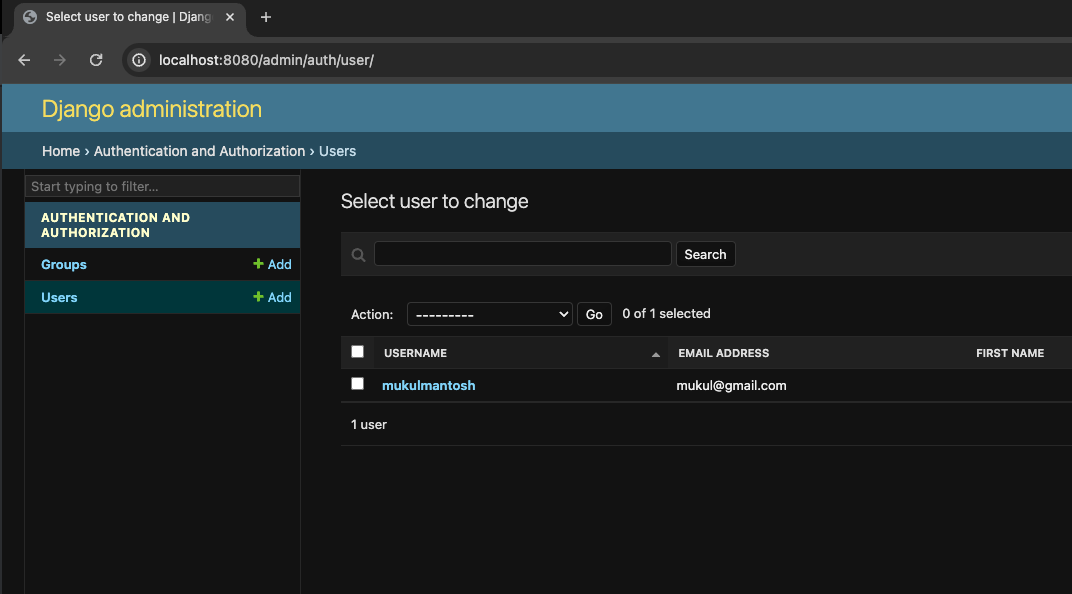 Select user to change | Djang
localhost:8080/admin/auth/user/
Django administration
Home › Authentication and Authorization › Users
Start typing to filter...
AUTHENTICATION AND
AUTHORIZATION
Groups + Add
Users + Add
Select user to change
Search
Action: --------- Go 0 of 1 selected
USERNAME EMAIL ADDRESS FIRST NAME
mukulmantosh mukul@gmail.com
1 user